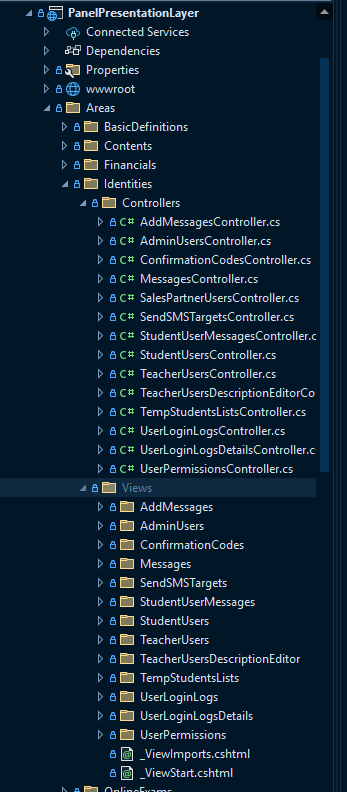 PanelPresentationLayer
Connected Services
Dependencies
Properties
wwwroot
Areas
BasicDefinitions
Contents
Financials
Identities
Controllers
C# AddMessagesController.cs
C# AdminUsersController.cs
C# ConfirmationCodesController.cs
C# MessagesController.cs
C# SalesPartnerUsersController.cs
C# SendSMSTargetsController.cs
C# StudentUserMessagesController.c
C# StudentUsersController.cs
C# TeacherUsersController.cs
C# TeacherUsersDescriptionEditorCo
C# TempStudentsListsController.cs
C# UserLoginLogsController.cs
C# UserLoginLogsDetailsController.cs
C# UserPermissionsController.cs
Views
AddMessages
AdminUsers
ConfirmationCodes
Messages
SendSMSTargets
StudentUserMessages
StudentUsers
TeacherUsers
TeacherUsersDescriptionEditor
TempStudentsLists
UserLoginLogs
UserLoginLogsDetails
UserPermissions
@ _ViewImports.cshtml
@ _ViewStart.cshtml
OnlineExams